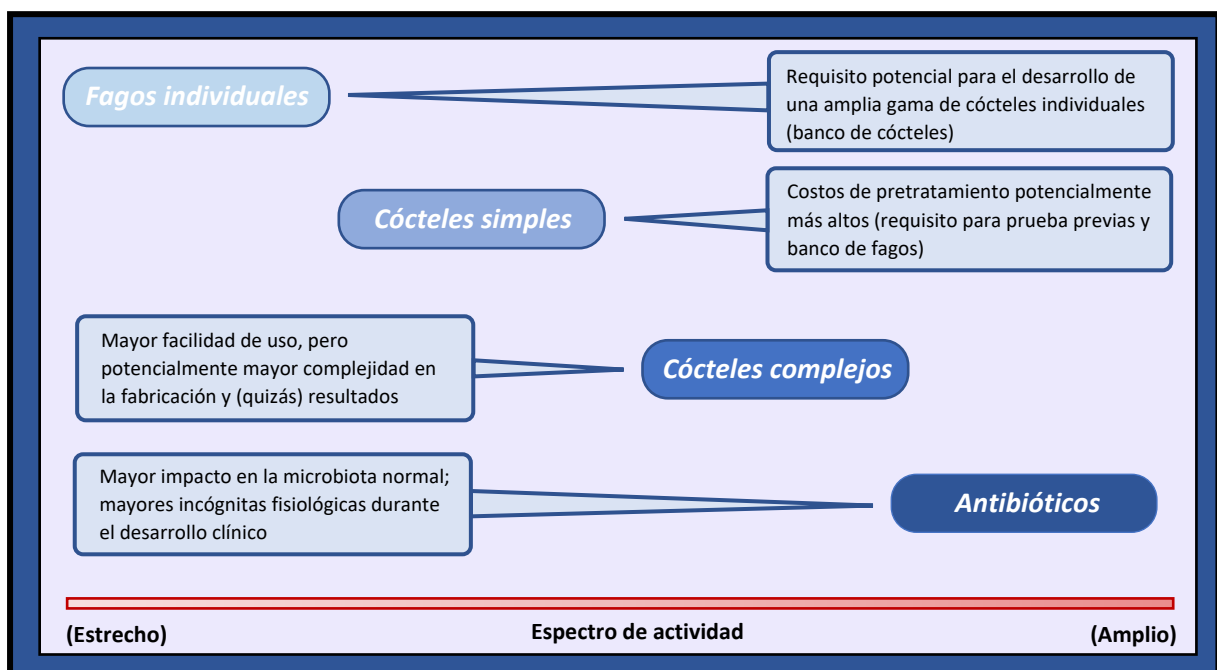 Fagos individuales
Requisito potencial para el desarrollo de
una amplia gama de cócteles individuales
(banco de cócteles)
Cócteles simples
Costos de pretratamiento potencialmente
más altos (requisito para prueba previas y
banco de fagos)
Mayor facilidad de uso, pero
potencialmente mayor complejidad en
la fabricación y (quizás) resultados
Cócteles complejos
Mayor impacto en la microbiota normal;
mayores incógnitas fisiológicas durante
el desarrollo clínico
Antibióticos
(Estrecho)
Espectro de actividad
(Amplio)